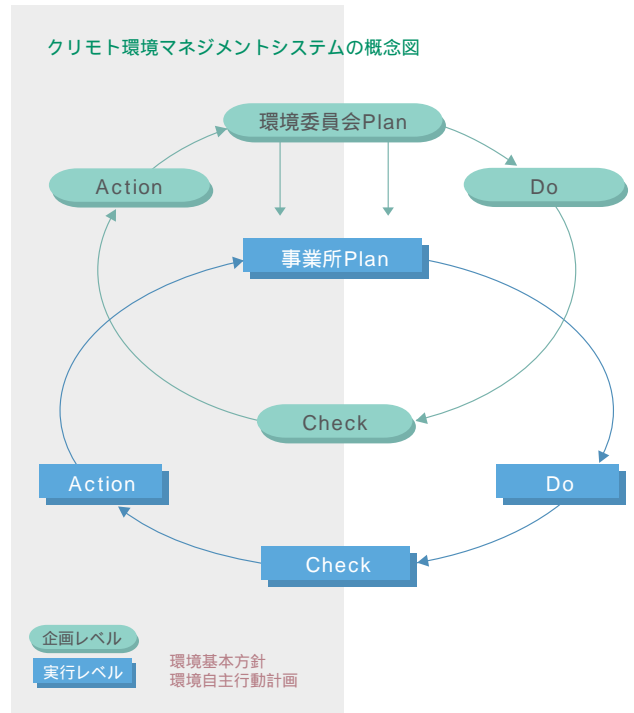 クリモト環境マネジメントシステムの概念図
環境委員会Plan
Action
Do
事業所Plan
Check
Action
Do
Check
企画レベル
実行レベル
環境基本方針
環境自主行動計画